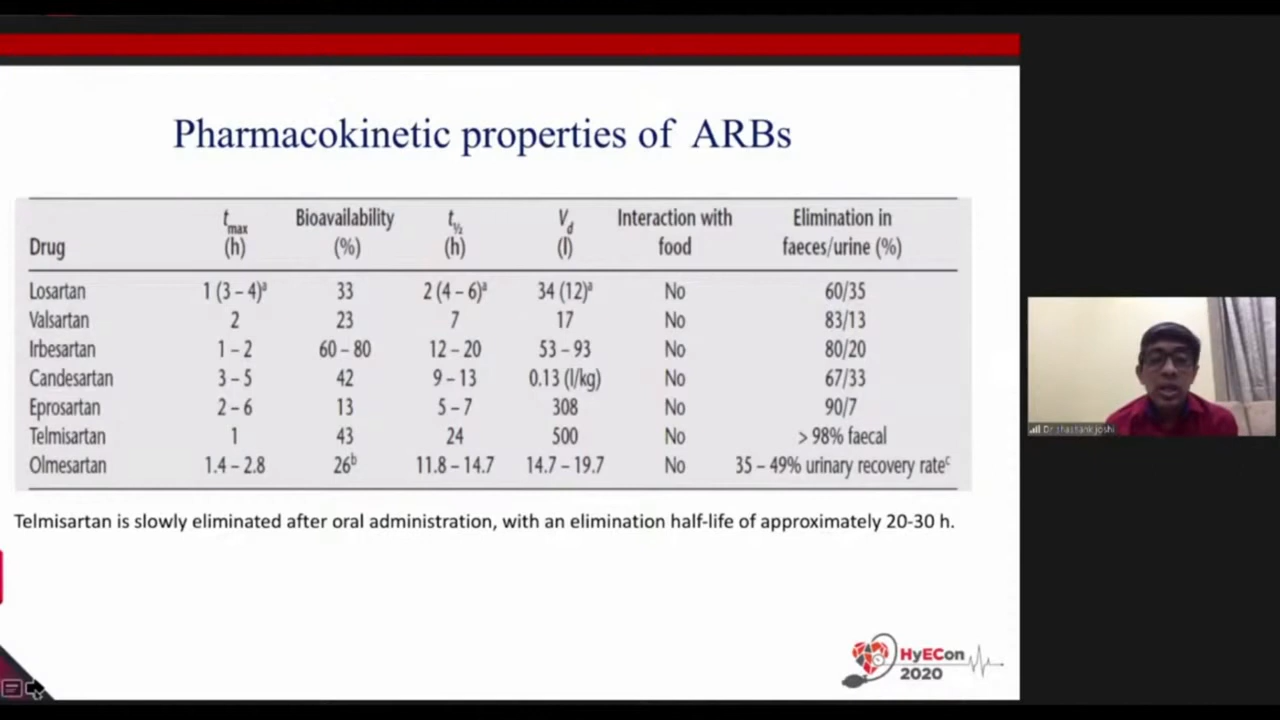 Pharmacokinetic properties of ARBs
Drug tmax (h) Bioavailability (%) t½ (h) Vd (l) Interaction with food Elimination in faeces/urine (%)
Losartan 1 (3 – 4)ᵃ 33 2 (4 – 6)ᵃ 34 (12)ᵃ No 60/35
Valsartan 2 23 7 17 No 83/13
Irbesartan 1 – 2 60 – 80 12 – 20 53 – 93 No 80/20
Candesartan 3 – 5 42 9 – 13 0.13 (l/kg) No 67/33
Eprosartan 2 – 6 13 5 – 7 308 No 90/7
Telmisartan 1 43 24 500 No > 98% faecal
Olmesartan 1.4 – 2.8 26ᵇ 11.8 – 14.7 14.7 – 19.7 No 35 – 49% urinary recovery rateᶜ
Telmisartan is slowly eliminated after oral administration, with an elimination half-life of approximately 20-30 h.
HyECon
2020
Dr shashank joshi